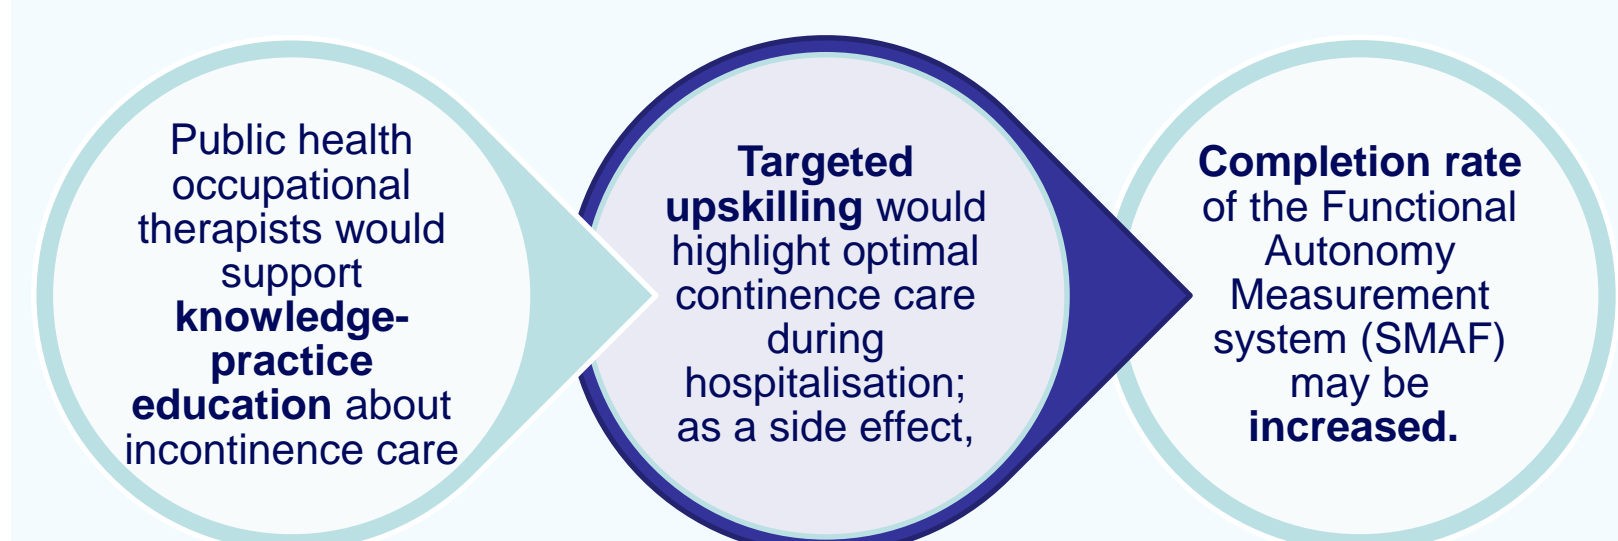 Public health
occupational
therapists would
support
knowledge-
practice
education about
incontinence care
Targeted
upskilling would
highlight optimal
continence care
during
hospitalisation;
as a side effect,
Completion rate
of the Functional
Autonomy
Measurement
system (SMAF)
may be
increased.